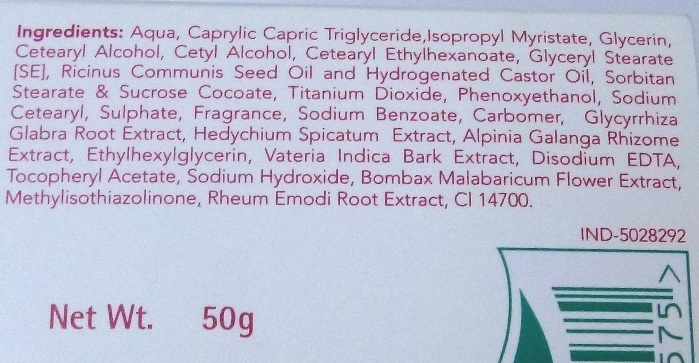 Ingredients: Aqua, Caprylic Capric Triglyceride,Isopropyl Myristate, Glycerin,
Cetearyl Alcohol, Cetyl Alcohol, Cetearyl Ethylhexanoate, Glyceryl Stearate
[SE], Ricinus Communis Seed Oil and Hydrogenated Castor Oil, Sorbitan
Stearate & Sucrose Cocoate, Titanium Dioxide, Phenoxyethanol, Sodium
Cetearyl, Sulphate, Fragrance, Sodium Benzoate, Carbomer, Glycyrrhiza
Glabra Root Extract, Hedychium Spicatum Extract, Alpinia Galanga Rhizome
Extract, Ethylhexylglycerin, Vateria Indica Bark Extract, Disodium EDTA,
Tocopheryl Acetate, Sodium Hydroxide, Bombax Malabaricum Flower Extract,
Methylisothiazolinone, Rheum Emodi Root Extract, CI 14700.
IND-5028292
Net Wt. 50g
575>